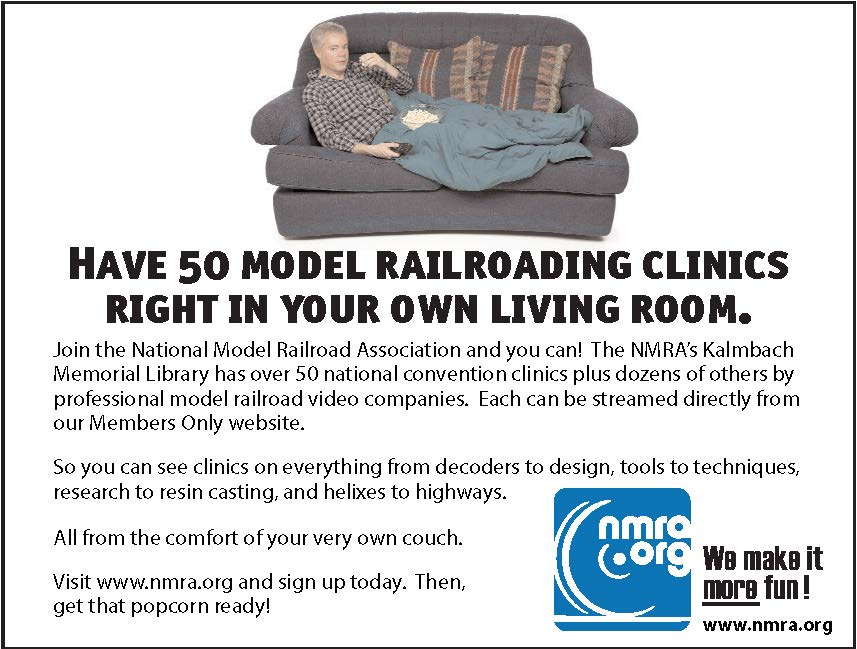 HAVE 50 MODEL RAILROADING CLINICS
RIGHT IN YOUR OWN LIVING ROOM.
Join the National Model Railroad Association and you can!  The NMRA's Kalmbach
Memorial Library has over 50 national convention clinics plus dozens of others by
professional model railroad video companies.  Each can be streamed directly from
our Members Only website.
So you can see clinics on everything from decoders to design, tools to techniques,
research to resin casting, and helixes to highways.
All from the comfort of your very own couch.
Visit www.nmra.org and sign up today.  Then,
get that popcorn ready!
nmra
.org
We make it
more fun!
www.nmra.org